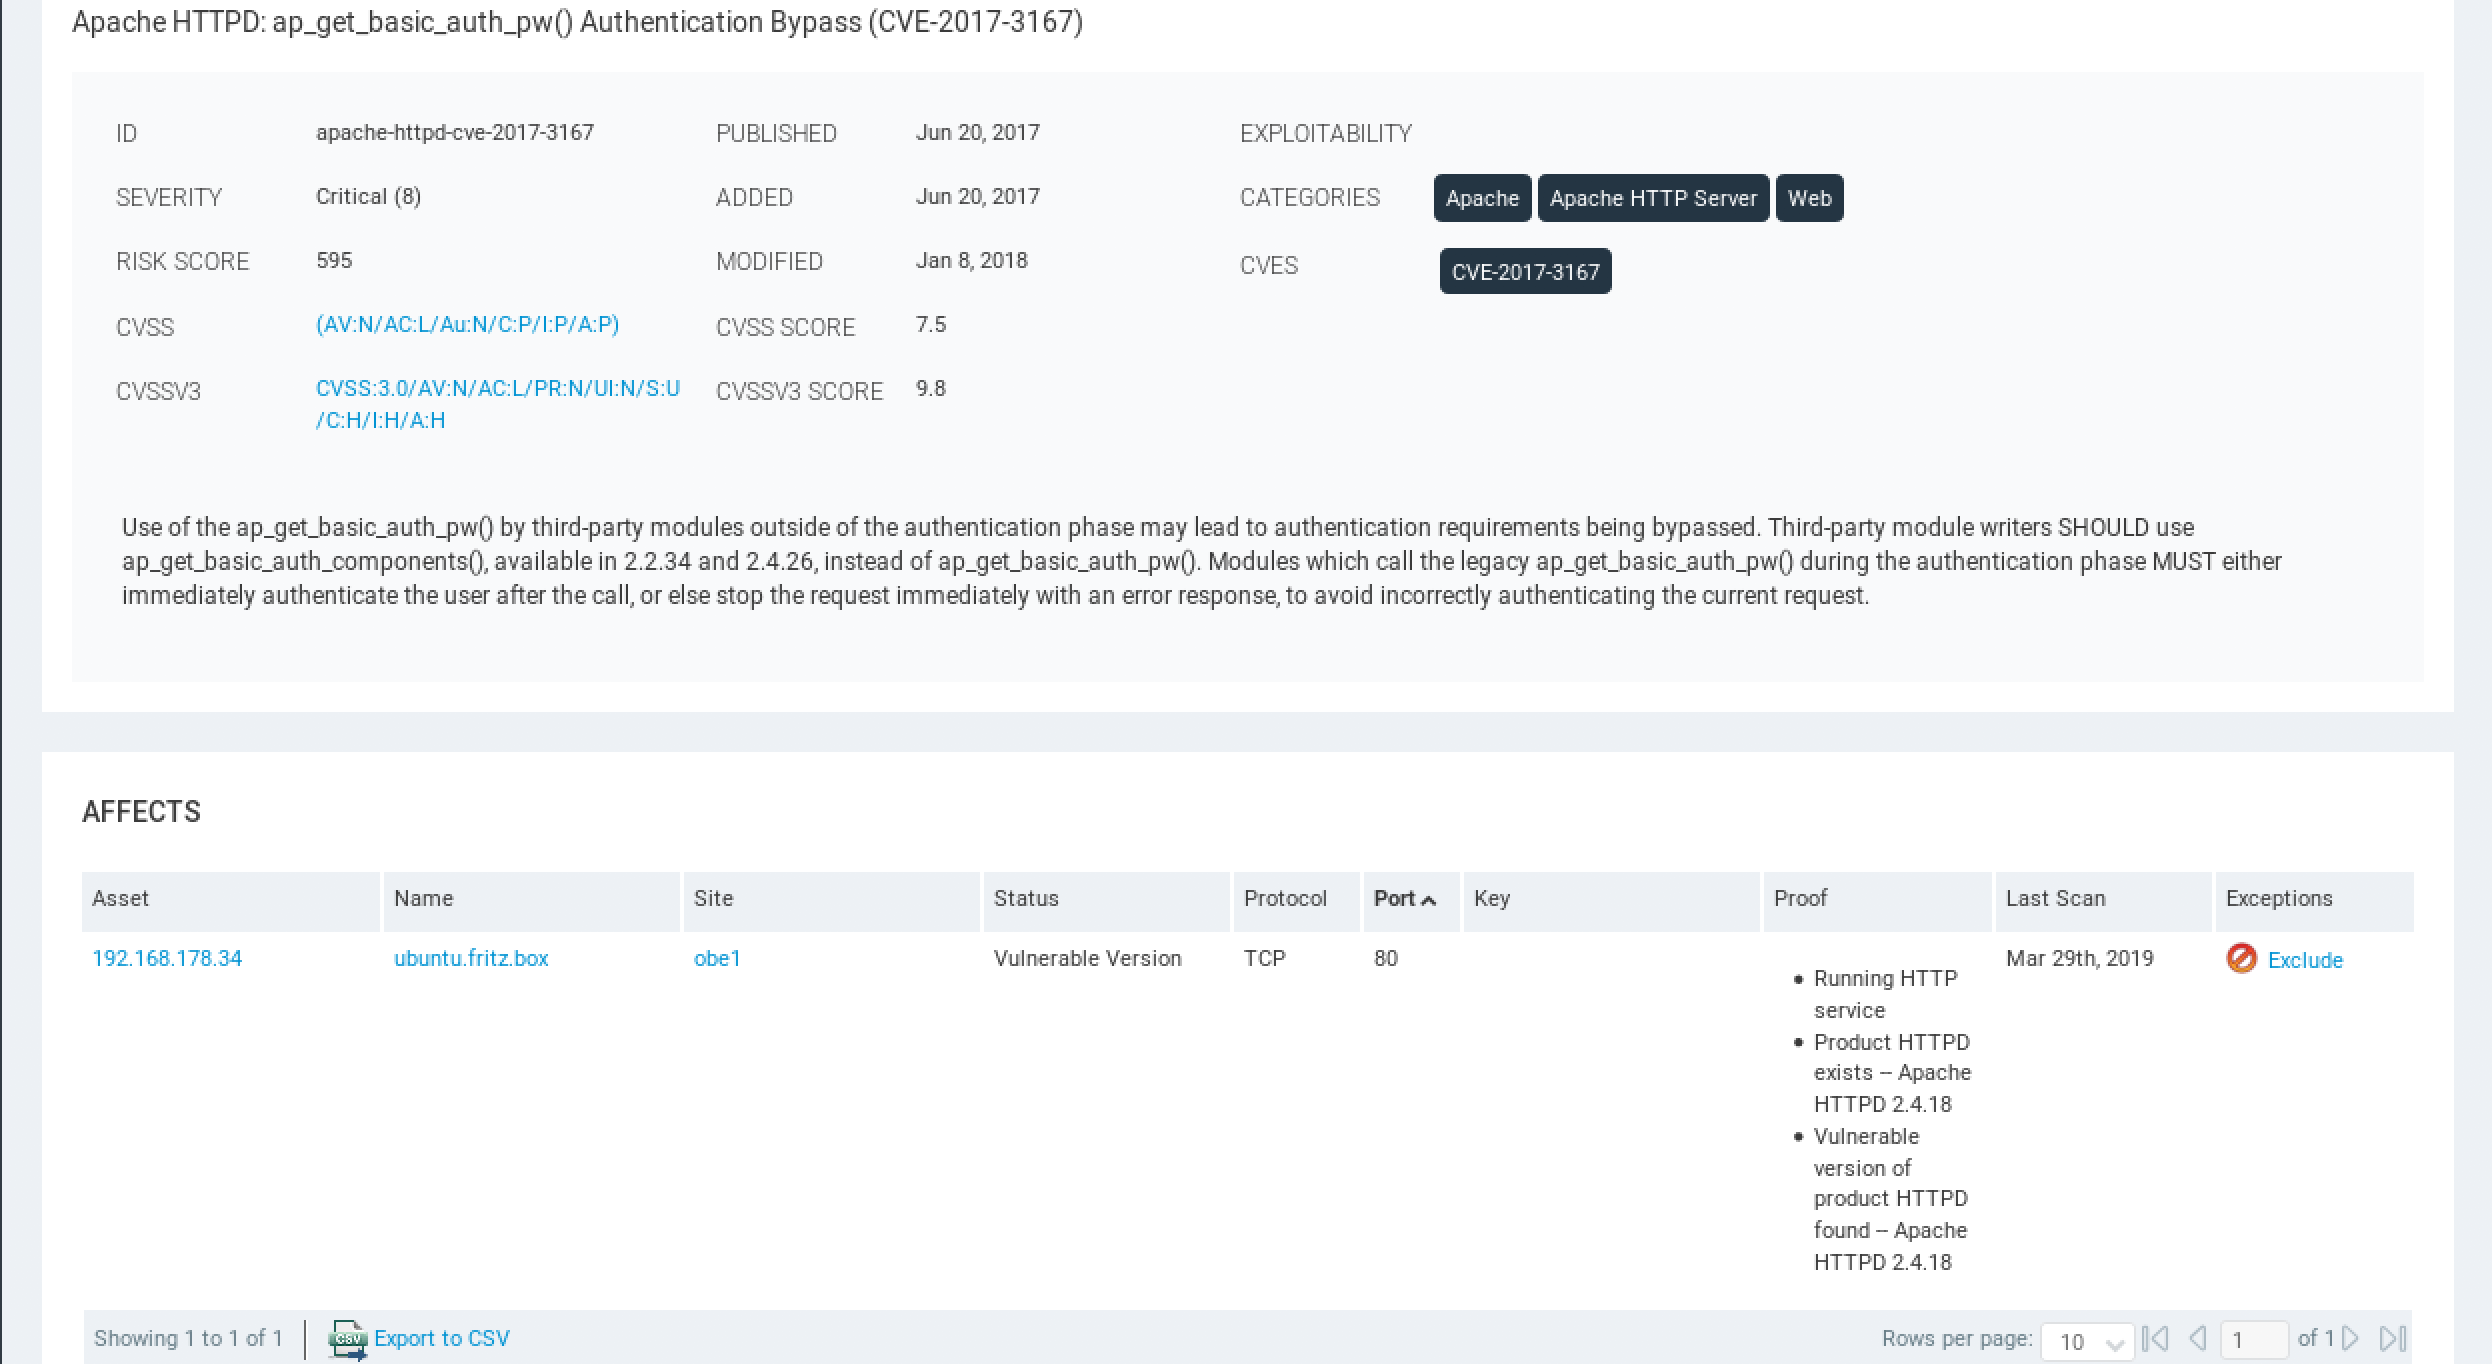 Apache HTTPD: ap_get_basic_auth_pw() Authentication Bypass (CVE-2017-3167)
ID apache-httpd-cve-2017-3167 PUBLISHED Jun 20, 2017 EXPLOITABILITY
SEVERITY Critical (8) ADDED Jun 20, 2017 CATEGORIES Apache Apache HTTP Server Web
RISK SCORE 595 MODIFIED Jan 8, 2018 CVES CVE-2017-3167
CVSS (AV:N/AC:L/Au:N/C:P/I:P/A:P) CVSS SCORE 7.5
CVSSV3 CVSS:3.0/AV:N/AC:L/PR:N/UI:N/S:U CVSSV3 SCORE 9.8
/C:H/I:H/A:H
Use of the ap_get_basic_auth_pw() by third-party modules outside of the authentication phase may lead to authentication requirements being bypassed. Third-party module writers SHOULD use
ap_get_basic_auth_components(), available in 2.2.34 and 2.4.26, instead of ap_get_basic_auth_pw(). Modules which call the legacy ap_get_basic_auth_pw() during the authentication phase MUST either
immediately authenticate the user after the call, or else stop the request immediately with an error response, to avoid incorrectly authenticating the current request.
AFFECTS
Asset Name Site Status Protocol Port Key Proof Last Scan Exceptions
192.168.178.34 ubuntu.fritz.box obe1 Vulnerable Version TCP 80 Mar 29th, 2019 Exclude
• Running HTTP
service
• Product HTTPD
exists -- Apache
HTTPD 2.4.18
• Vulnerable
version of
product HTTPD
found -- Apache
HTTPD 2.4.18
Showing 1 to 1 of 1 CSV Export to CSV Rows per page: 10 1 of 1